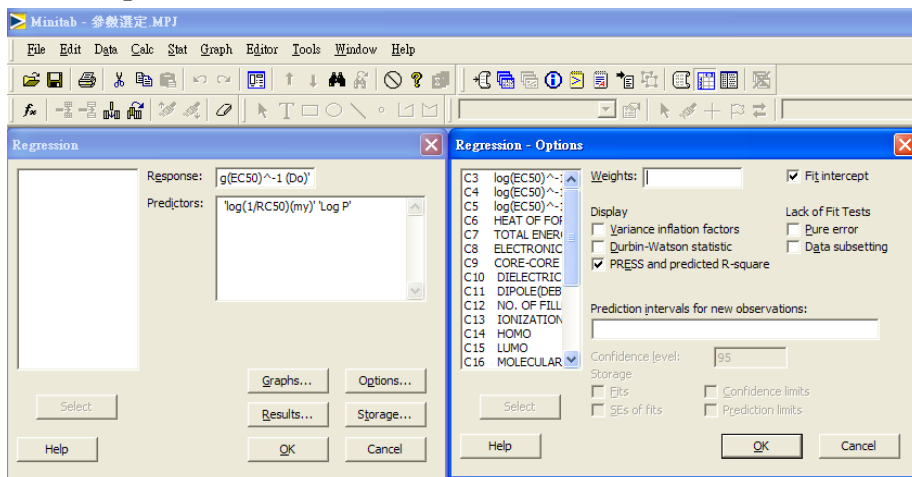 Minitab - 參數選定.MPJ
File Edit Data Calc Stat Graph Editor Tools Window Help
Regression
Response: g(EC50)^-1 (Do)'
Predictors: 'log(1/RC50)(my)' 'Log P'
Graphs... Options...
Select
Results... Storage...
Help OK Cancel
Regression - Options
C3 log(EC50)^-1
C4 log(EC50)^-1
C5 log(EC50)^-1
C6 HEAT OF FOR
C7 TOTAL ENER
C8 ELECTRONIC
C9 CORE-CORE
C10 DIELECTRIC
C11 DIPOLE(DEB
C12 NO. OF FILL
C13 IONIZATION
C14 HOMO
C15 LUMO
C16 MOLECULAR
Select
Help
Weights: Fit intercept
Display Lack of Fit Tests
Variance inflation factors Pure error
Durbin-Watson statistic Data subsetting
PRESS and predicted R-square
Prediction intervals for new observations:
Confidence level: 95
Storage
Fits Confidence limits
SEs of fits Prediction limits
OK Cancel